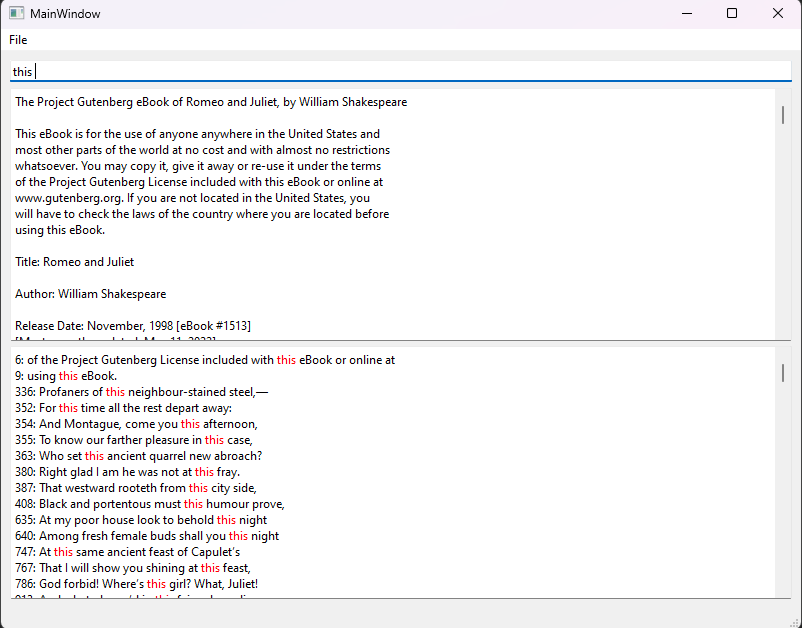 MainWindow
File
this
The Project Gutenberg eBook of Romeo and Juliet, by William Shakespeare
This eBook is for the use of anyone anywhere in the United States and
most other parts of the world at no cost and with almost no restrictions
whatsoever. You may copy it, give it away or re-use it under the terms
of the Project Gutenberg License included with this eBook or online at
www.gutenberg.org. If you are not located in the United States, you
will have to check the laws of the country where you are located before
using this eBook.
Title: Romeo and Juliet
Author: William Shakespeare
Release Date: November, 1998 [eBook #1513]
6: of the Project Gutenberg License included with this eBook or online at
9: using this eBook.
336: Profaners of this neighbour-stained steel,—
352: For this time all the rest depart away:
354: And Montague, come you this afternoon,
355: To know our farther pleasure in this case,
363: Who set this ancient quarrel new abroach?
380: Right glad I am he was not at this fray.
387: That westward rooteth from this city side,
408: Black and portentous must this humour prove,
635: At my poor house look to behold this night
640: Among fresh female buds shall you this night
747: At this same ancient feast of Capulet’s
767: That I will show you shining at this feast,
786: God forbid! Where’s this girl? What, Juliet!